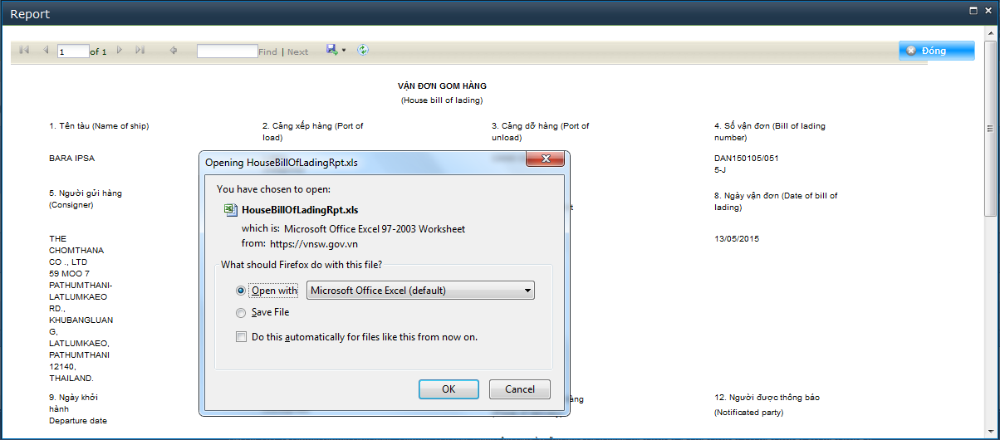 Report
1 of 1 Find | Next Đóng
VẬN ĐƠN GOM HÀNG
(House bill of lading)
1. Tên tàu (Name of ship)
2. Cảng xếp hàng (Port of
load)
3. Cảng dỡ hàng (Port of
unload)
4. Số vận đơn (Bill of lading
number)
BARA IPSA
DAN150105/051
5-J
5. Người gửi hàng
(Consigner)
8. Ngày vận đơn (Date of bill of
lading)
THE
CHOMTHANA
CO ., LTD
59 MOO 7
PATHUMTHANI-
LATLUMKAEO
RD.,
KHUBANGLUAN
G,
LATLUMKAEO,
PATHUMTHANI
12140,
THAILAND.
13/05/2015
Opening HouseBillOfLadingRpt.xls
You have chosen to open:
HouseBillOfLadingRpt.xls
which is: Microsoft Office Excel 97-2003 Worksheet
from: https://vnsw.gov.vn
What should Firefox do with this file?
Open with Microsoft Office Excel (default)
Save File
Do this automatically for files like this from now on.
OK Cancel
9. Ngày khởi
hành
Departure date
12. Người được thông báo
(Notificated party)